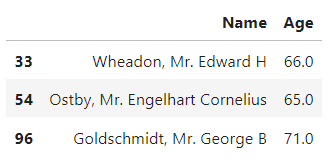 Name Age
33 Wheadon, Mr. Edward H 66.0
54 Ostby, Mr. Engelhart Cornelius 65.0
96 Goldschmidt, Mr. George B 71.0